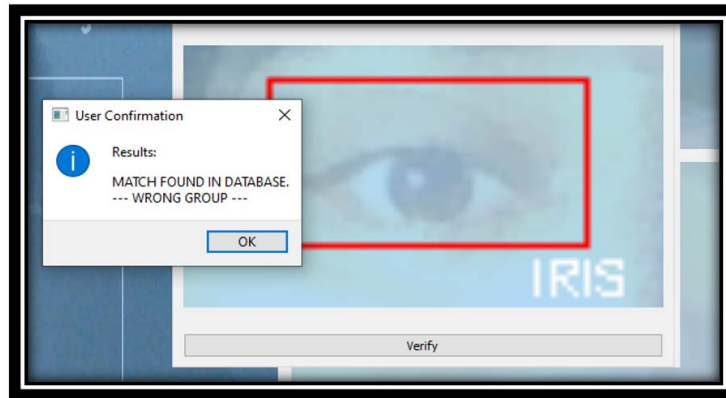 User Confirmation
Results:
MATCH FOUND IN DATABASE.
--- WRONG GROUP ---
OK
IRIS
Verify